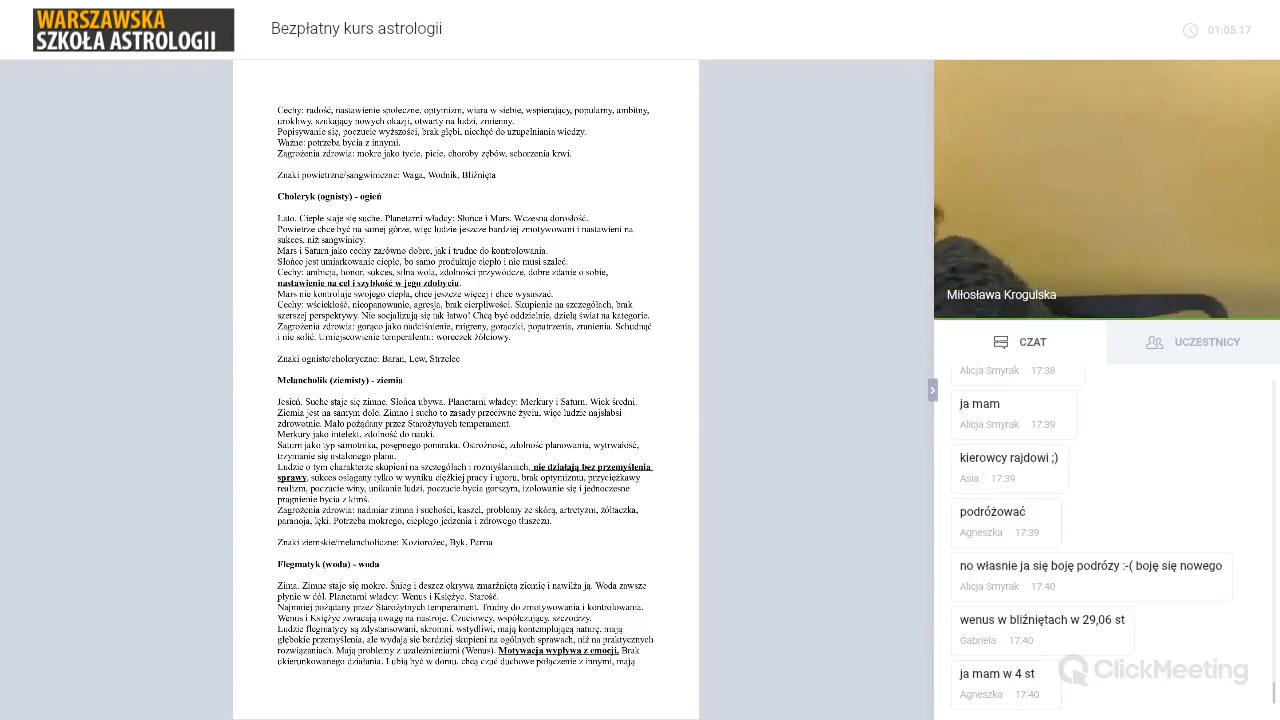 WARSZAWSKA
SZKOŁA ASTROLOGII
Bezpłatny kurs astrologii
01:05:17
Cechy: radość, nastawienie społeczne, optymizm, wiara w siebie, wspierający, popularny, ambitny,
urokliwy, szukający nowych okazji, otwarty na ludzi, zmienny.
Popisywanie się, poczucie wyższości, brak głębi, niechęć do uzupełniania wiedzy.
Ważne: potrzeba bycia z innymi.
Zagrożenia zdrowia: mokre jako tycie, picie, choroby zębów, schorzenia krwi.
Znaki powietrzne/sangwiniczne: Waga, Wodnik, Bliźnięta
Choleryk (ognisty) - ogień
Lato. Ciepłe staje się suche. Planetarni władcy: Słońce i Mars. Wczesna dorosłość.
Powietrze chce być na samej górze, więc ludzie jeszcze bardziej zmotywowani i nastawieni na
sukces, niż sangwinicy.
Mars i Saturn jako cechy zarówno dobre, jak i trudne do kontrolowania.
Słońce jest umiarkowanie ciepłe, bo samo produkuje ciepło i nie musi szaleć.
Cechy: ambicja, honor, sukces, silna wola, zdolności przywódcze, dobre zdanie o sobie,
nastawienie na cel i szybkość w jego zdobyciu.
Mars nie kontroluje swojego ciepła, chce jeszcze więcej i chce wysuszać.
Cechy: wściekłość, nieopanowanie, agresja, brak cierpliwości. Skupienie na szczegółach, brak
szerszej perspektywy. Nie socjalizują się tak łatwo! Chcą być oddzielnie, dzielą świat na kategorie.
Zagrożenia zdrowia: gorąco jako nadciśnienie, migreny, gorączki, poparzenia, zranienia. Schudnąć
i nie solić. Umiejscowienie temperalentu: woreczek żółciowy.
Znaki ogniste/choleryczne: Baran, Lew, Strzelec
Melancholik (ziemisty) - ziemia
Jesień. Suche staje się zimne. Słońca ubywa. Planetarni władcy: Merkury i Saturn. Wiek średni.
Ziemia jest na samym dole. Zimno i sucho to zasady przeciwne życiu, więc ludzie najsłabsi
zdrowotnie. Mało pożądany przez Starożytnych temperament.
Merkury jako intelekt, zdolność do nauki.
Saturn jako typ samotnika, posępnego ponuraka. Ostrożność, zdolność planowania, wytrwałość,
trzymanie się ustalonego planu.
Ludzie o tym charakterze skupieni na szczegółach i rozmyślaniach, nie działają bez przemyślenia
sprawy, sukces osiągany tylko w wyniku ciężkiej pracy i uporu, brak optymizmu, przyciężkawy
realizm, poczucie winy, unikanie ludzi, poczucie bycia gorszym, izolowanie się i jednoczesne
pragnienie bycia z kimś.
Zagrożenia zdrowia: nadmiar zimna i suchości, kaszel, problemy ze skórą, artretyzm, żółtaczka,
paranoja, lęki. Potrzeba mokrego, ciepłego jedzenia i zdrowego tłuszczu.
Znaki ziemskie/melancholiczne: Koziorożec, Byk, Panna
Flegmatyk (woda) - woda
Zima. Zimne staje się mokre. Śnieg i deszcz okrywa zmarzniętą ziemię i nawilża ją. Woda zawsze
płynie w dół. Planetarni władcy: Wenus i Księżyc. Starość.
Najmniej pożądany przez Starożytnych temperament. Trudny do zmotywowania i kontrolowania.
Wenus i Księżyc zwracają uwagę na nastroje. Czuciowcy, współczujący, szczodrzy.
Ludzie flegmatycy są zdystansowani, skromni, wstydliwi, mają kontemplującą naturę, mają
głębokie przemyślenia, ale wydają się bardziej skupieni na ogólnych sprawach, niż na praktycznych
rozwiązaniach. Mają problemy z uzależnieniami (Wenus). Motywacja wypływa z emocji. Brak
ukierunkowanego działania. Lubią być w domu, chcą czuć duchowe połączenie z innymi, mają
Miłosława Krogulska
CZAT
UCZESTNICY
Alicja Smyrak 17:38
ja mam
Alicja Smyrak 17:39
kierowcy rajdowi ;)
Asia 17:39
podróżować
Agneszka 17:39
no własnie ja się boję podrózy :-( boję się nowego
Alicja Smyrak 17:40
wenus w bliźniętach w 29,06 st
Gabriela 17:40
ja mam w 4 st
Agneszka 17:40
ClickMeeting